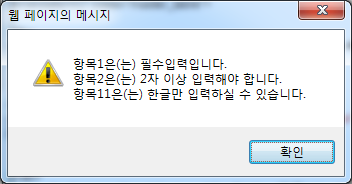 웹 페이지의 메시지
항목1은(는) 필수입력입니다.
항목2은(는) 2자 이상 입력해야 합니다.
항목11은(는) 한글만 입력하실 수 있습니다.
확인